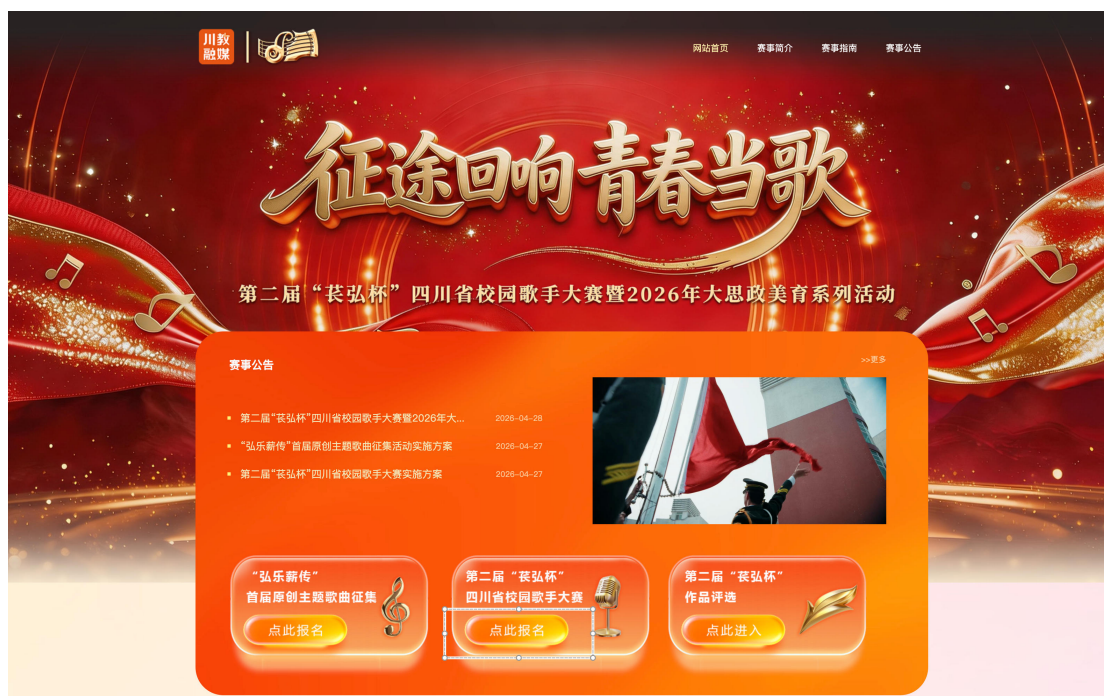 川教
融媒
网站首页 赛事简介 赛事指南 赛事公告
征途回响 青春当歌
第二届“苌弘杯”四川省校园歌手大赛暨2026年大思政美育系列活动
赛事公告
>>更多
第二届“苌弘杯”四川省校园歌手大赛暨2026年大... 2026-04-28
“弘乐薪传”首届原创主题歌曲征集活动实施方案 2026-04-27
第二届“苌弘杯”四川省校园歌手大赛实施方案 2026-04-27
“弘乐薪传”
首届原创主题歌曲征集
点此报名
第二届“苌弘杯”
四川省校园歌手大赛
点此报名
第二届“苌弘杯”
作品评选
点此进入